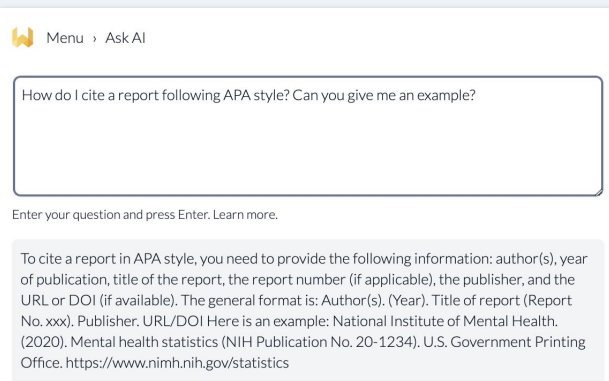 Menu › Ask AI
How do I cite a report following APA style? Can you give me an example?
Enter your question and press Enter. Learn more.
To cite a report in APA style, you need to provide the following information: author(s), year
of publication, title of the report, the report number (if applicable), the publisher, and the
URL or DOI (if available). The general format is: Author(s). (Year). Title of report (Report
No. xxx). Publisher. URL/DOI Here is an example: National Institute of Mental Health.
(2020). Mental health statistics (NIH Publication No. 20-1234). U.S. Government Printing
Office. https://www.nimh.nih.gov/statistics